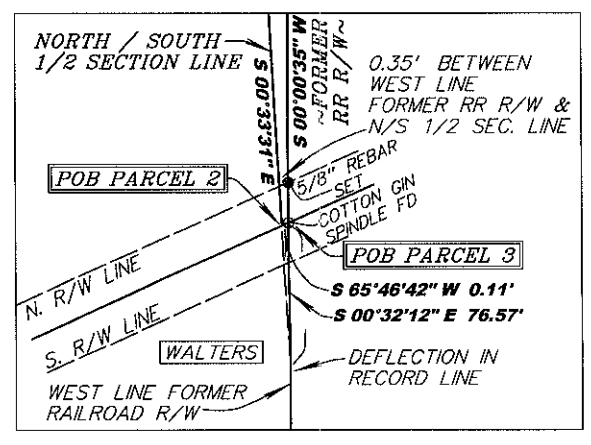 NORTH / SOUTH
1/2 SECTION LINE
S 00°33'31" E
S 00°00'35" W
~FORMER
RR R/W~
0.35' BETWEEN
WEST LINE
FORMER RR R/W &
N/S 1/2 SEC. LINE
POB PARCEL 2
5/8" REBAR
SET
COTTON GIN
SPINDLE FD
POB PARCEL 3
N. R/W LINE
S. R/W LINE
S 65°46'42" W 0.11'
S 00°32'12" E 76.57'
WALTERS
DEFLECTION IN
RECORD LINE
WEST LINE FORMER
RAILROAD R/W